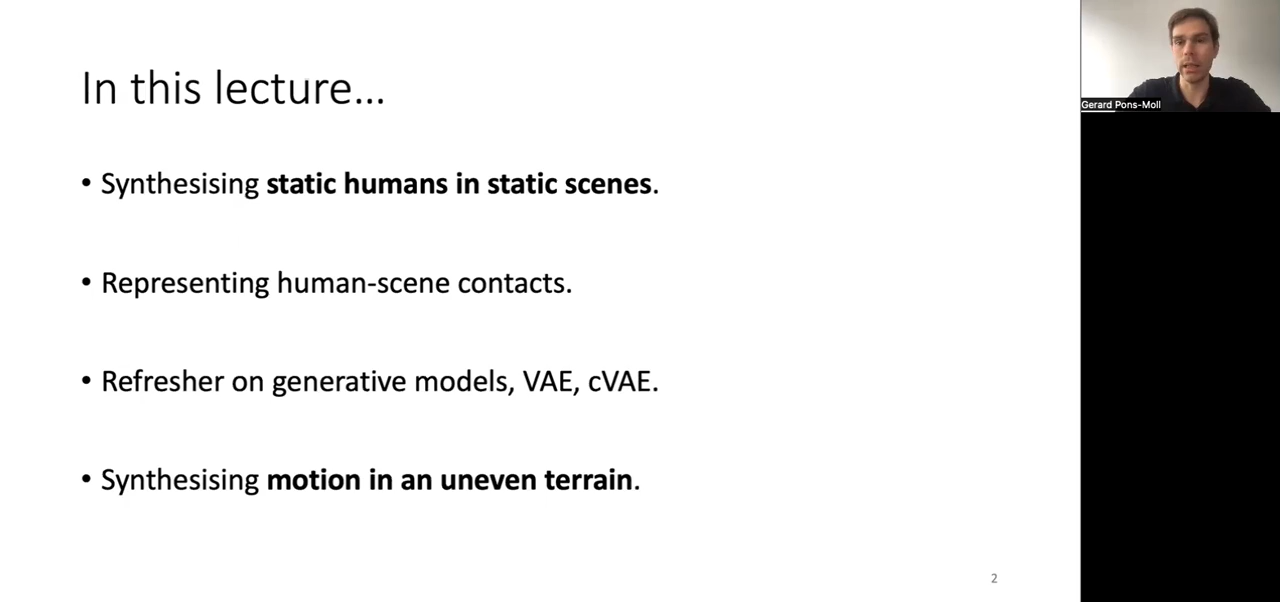 In this lecture…
• Synthesising static humans in static scenes.
• Representing human-scene contacts.
• Refresher on generative models, VAE, cVAE.
• Synthesising motion in an uneven terrain.
2
Gerard Pons-Moll